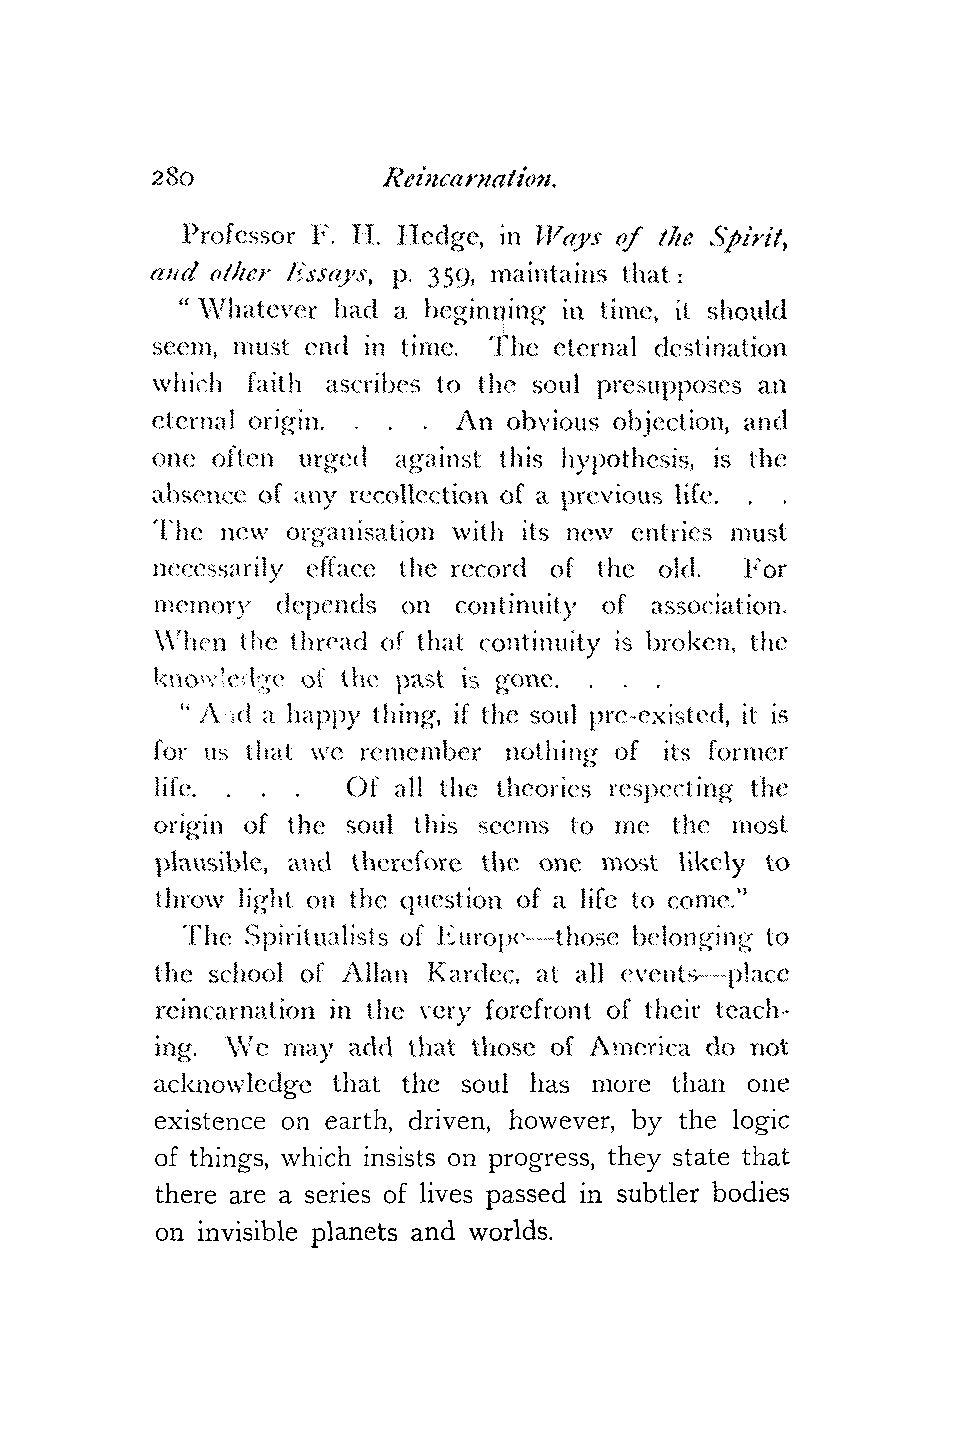 280 Reincarnation.
Professor F. H. Hedge, in Ways of the Spirit,
and other Essays, p. 359, maintains that:
"Whatever had a beginning in time, it should
seem, must end in time. The eternal destination
which faith ascribes to the soul presupposes an
eternal origin. . . . An obvious objection, and
one often urged against this hypothesis, is the
absence of any recollection of a previous life. . .
The new organisation with its new entries must
necessarily efface the record of the old. For
memory depends on continuity of association.
When the thread of that continuity is broken, the
knowledge of the past is gone. . . .
"And a happy thing, if the soul pre-existed, it is
for us that we remember nothing of its former
life. . . . Of all the theories respecting the
origin of the soul this seems to me the most
plausible, and therefore the one most likely to
throw light on the question of a life to come."
The Spiritualists of Europe—those belonging to
the school of Allan Kardec, at all events—place
reincarnation in the very forefront of their teach-
ing. We may add that those of America do not
acknowledge that the soul has more than one
existence on earth, driven, however, by the logic
of things, which insists on progress, they state that
there are a series of lives passed in subtler bodies
on invisible planets and worlds.